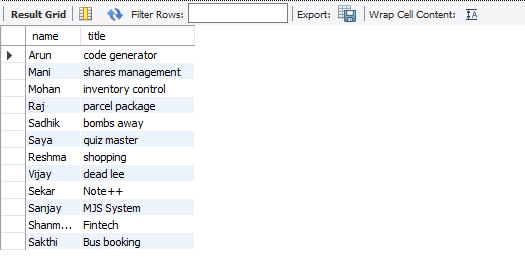 Result Grid Filter Rows: Export: Wrap Cell Content:
name title
Arun code generator
Mani shares management
Mohan inventory control
Raj parcel package
Sadhik bombs away
Saya quiz master
Reshma shopping
Vijay dead lee
Sekar Note++
Sanjay MJS System
Shanm... Fintech
Sakthi Bus booking